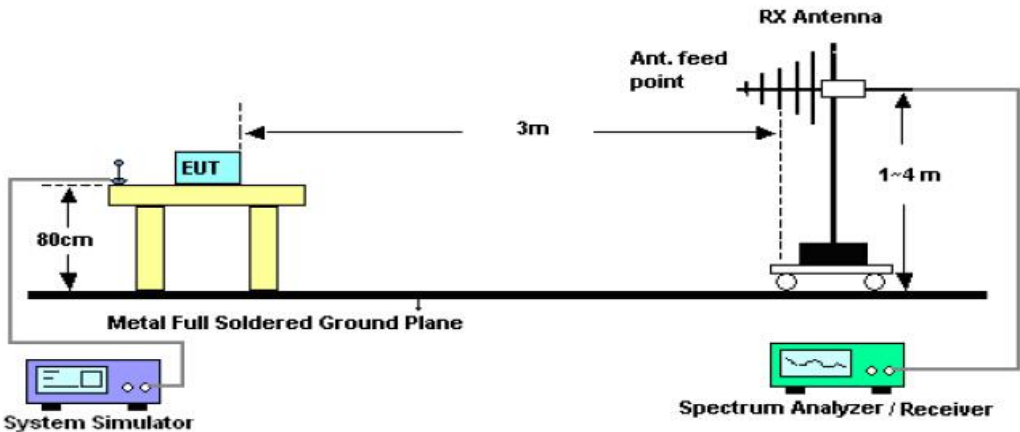 RX Antenna
Ant. feed
point
3m
EUT
1~4 m
80cm
Metal Full Soldered Ground Plane
System Simulator
Spectrum Analyzer / Receiver